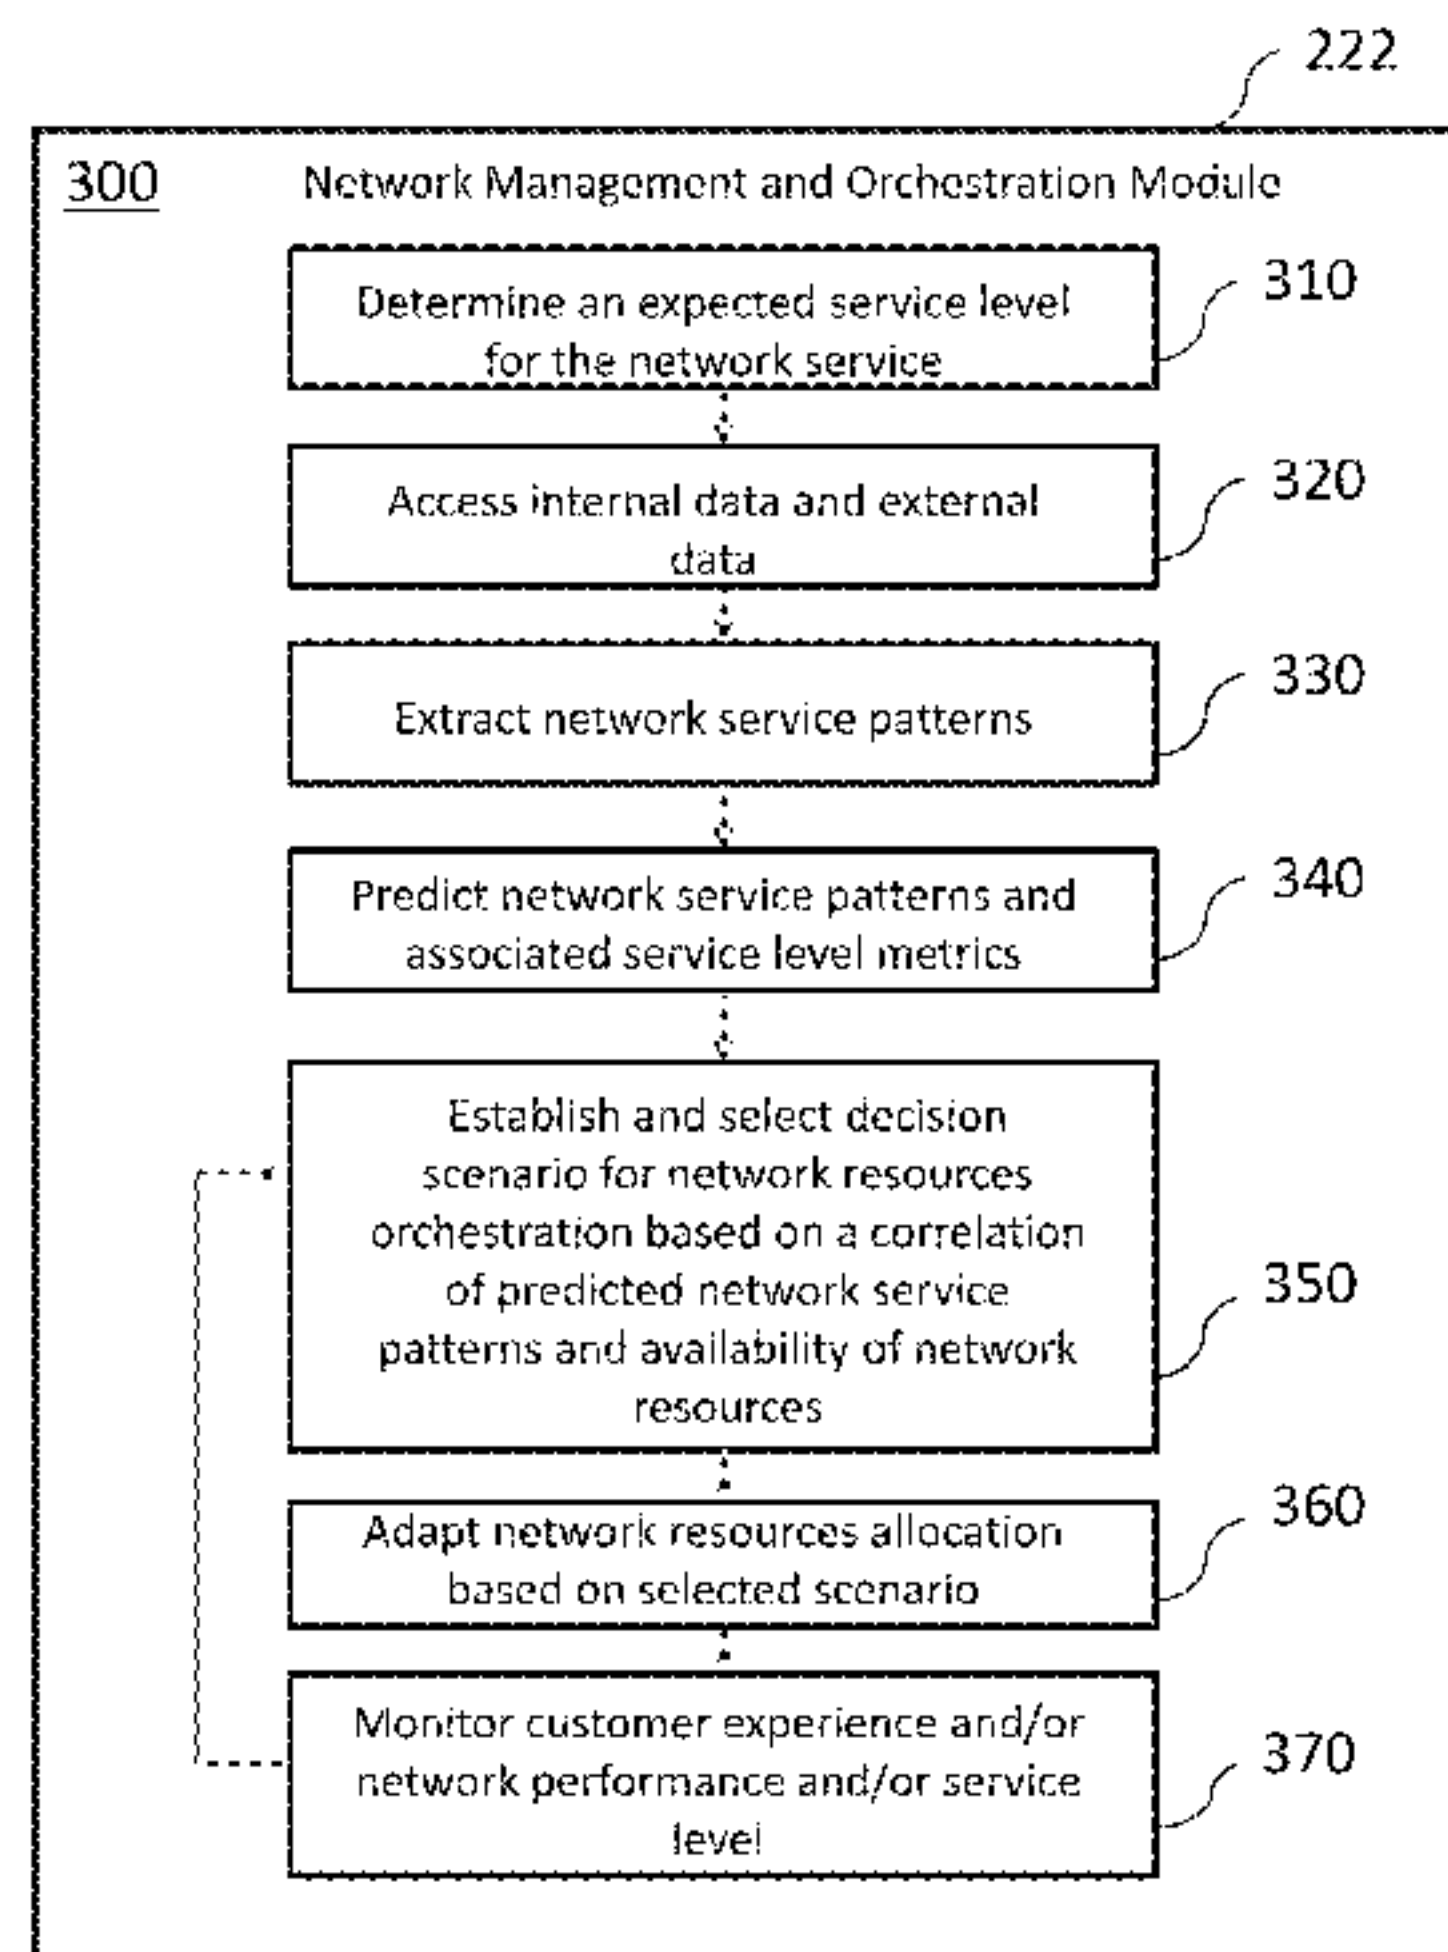 222
300 Network Management and Orchestration Module
310
Determine an expected service level
for the network service
320
Access internal data and external
data
330
Extract network service patterns
340
Predict network service patterns and
associated service level metrics
Establish and select decision
scenario for network resources
orchestration based on a correlation
of predicted network service
350
patterns and availability of network
resources
360
Adapt network resources allocation
based on selected scenario
Monitor customer experience and/or
370
network performance and/or service
level